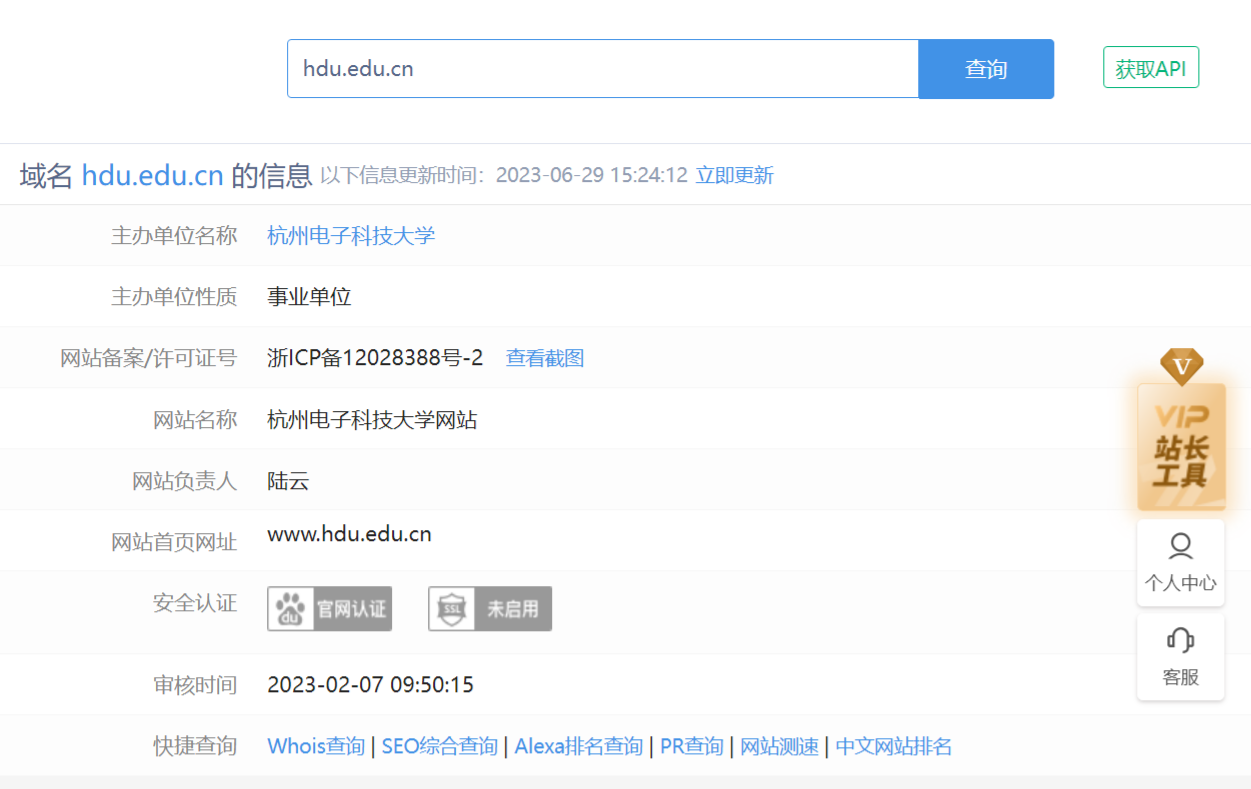 hdu.edu.cn 查询 获取API
域名 hdu.edu.cn 的信息 以下信息更新时间：2023-06-29 15:24:12 立即更新
主办单位名称 杭州电子科技大学
主办单位性质 事业单位
网站备案/许可证号 浙ICP备12028388号-2 查看截图
网站名称 杭州电子科技大学网站
网站负责人 陆云
网站首页网址 www.hdu.edu.cn
安全认证 du 官网认证 SSL 未启用
审核时间 2023-02-07 09:50:15
快捷查询 Whois查询 | SEO综合查询 | Alexa排名查询 | PR查询 | 网站测速 | 中文网站排名
V
VIP
站长
工具
个人中心
客服